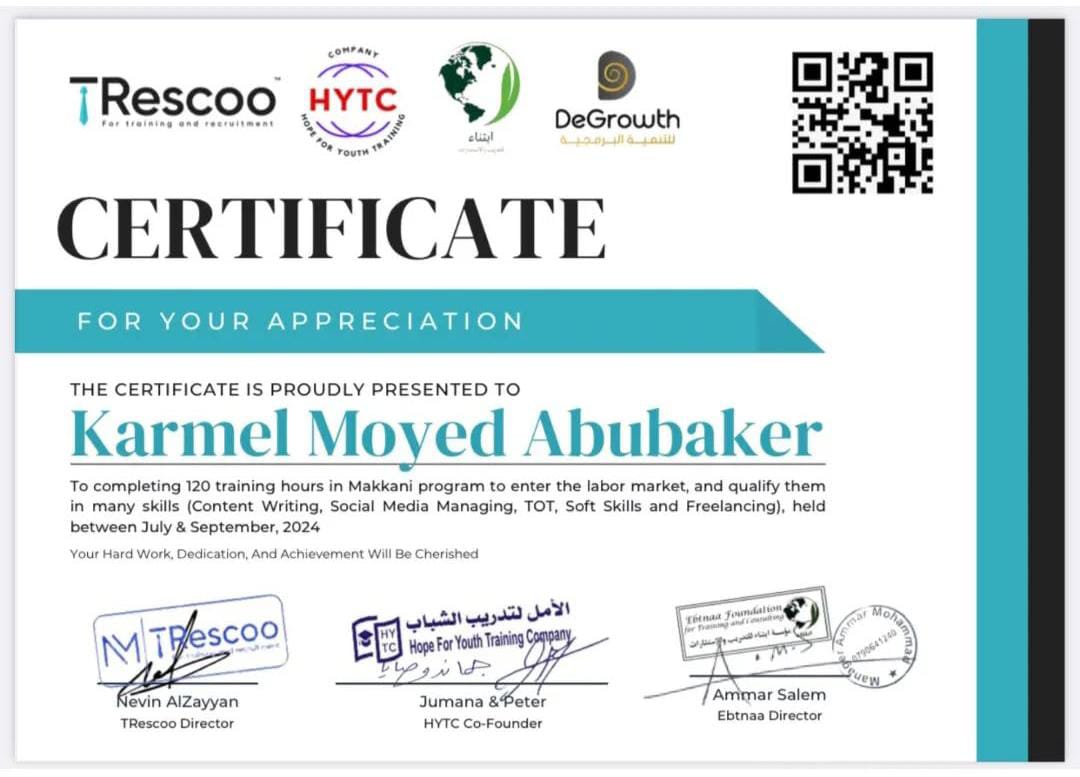 TRescoo™
For training and recruitment
COMPANY
HYTC
HOPE FOR YOUTH TRAINING
ابتناء
DeGrowth
للتنمية البرمجية
CERTIFICATE
FOR YOUR APPRECIATION
THE CERTIFICATE IS PROUDLY PRESENTED TO
Karmel Moyed Abubaker
To completing 120 training hours in Makkani program to enter the labor market, and qualify them
in many skills (Content Writing, Social Media Managing, TOT, Soft Skills and Freelancing), held
between July & September, 2024
Your Hard Work, Dedication, And Achievement Will Be Cherished
TRescoo
HY
TC
الأمل لتدريب الشباب
Hope For Youth Training Company
Ebtnaa Foundation
for Training and Consulting
مؤسسة ابتناء للتدريب والاستشارات
Manager Ammar Mohammad
0790641240
Nevin AlZayyan
TRescoo Director
Jumana & Peter
HYTC Co-Founder
Ammar Salem
Ebtnaa Director